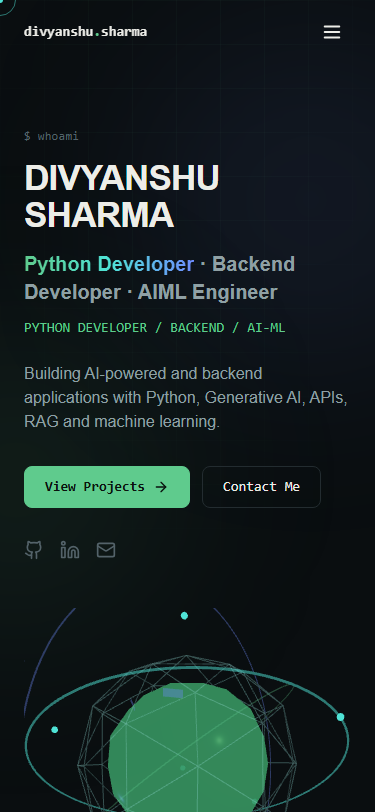 divyanshu.sharma
$ whoami
DIVYANSHU
SHARMA
Python Developer · Backend
Developer · AIML Engineer
PYTHON DEVELOPER / BACKEND / AI-ML
Building AI-powered and backend
applications with Python, Generative AI, APIs,
RAG and machine learning.
View Projects → Contact Me